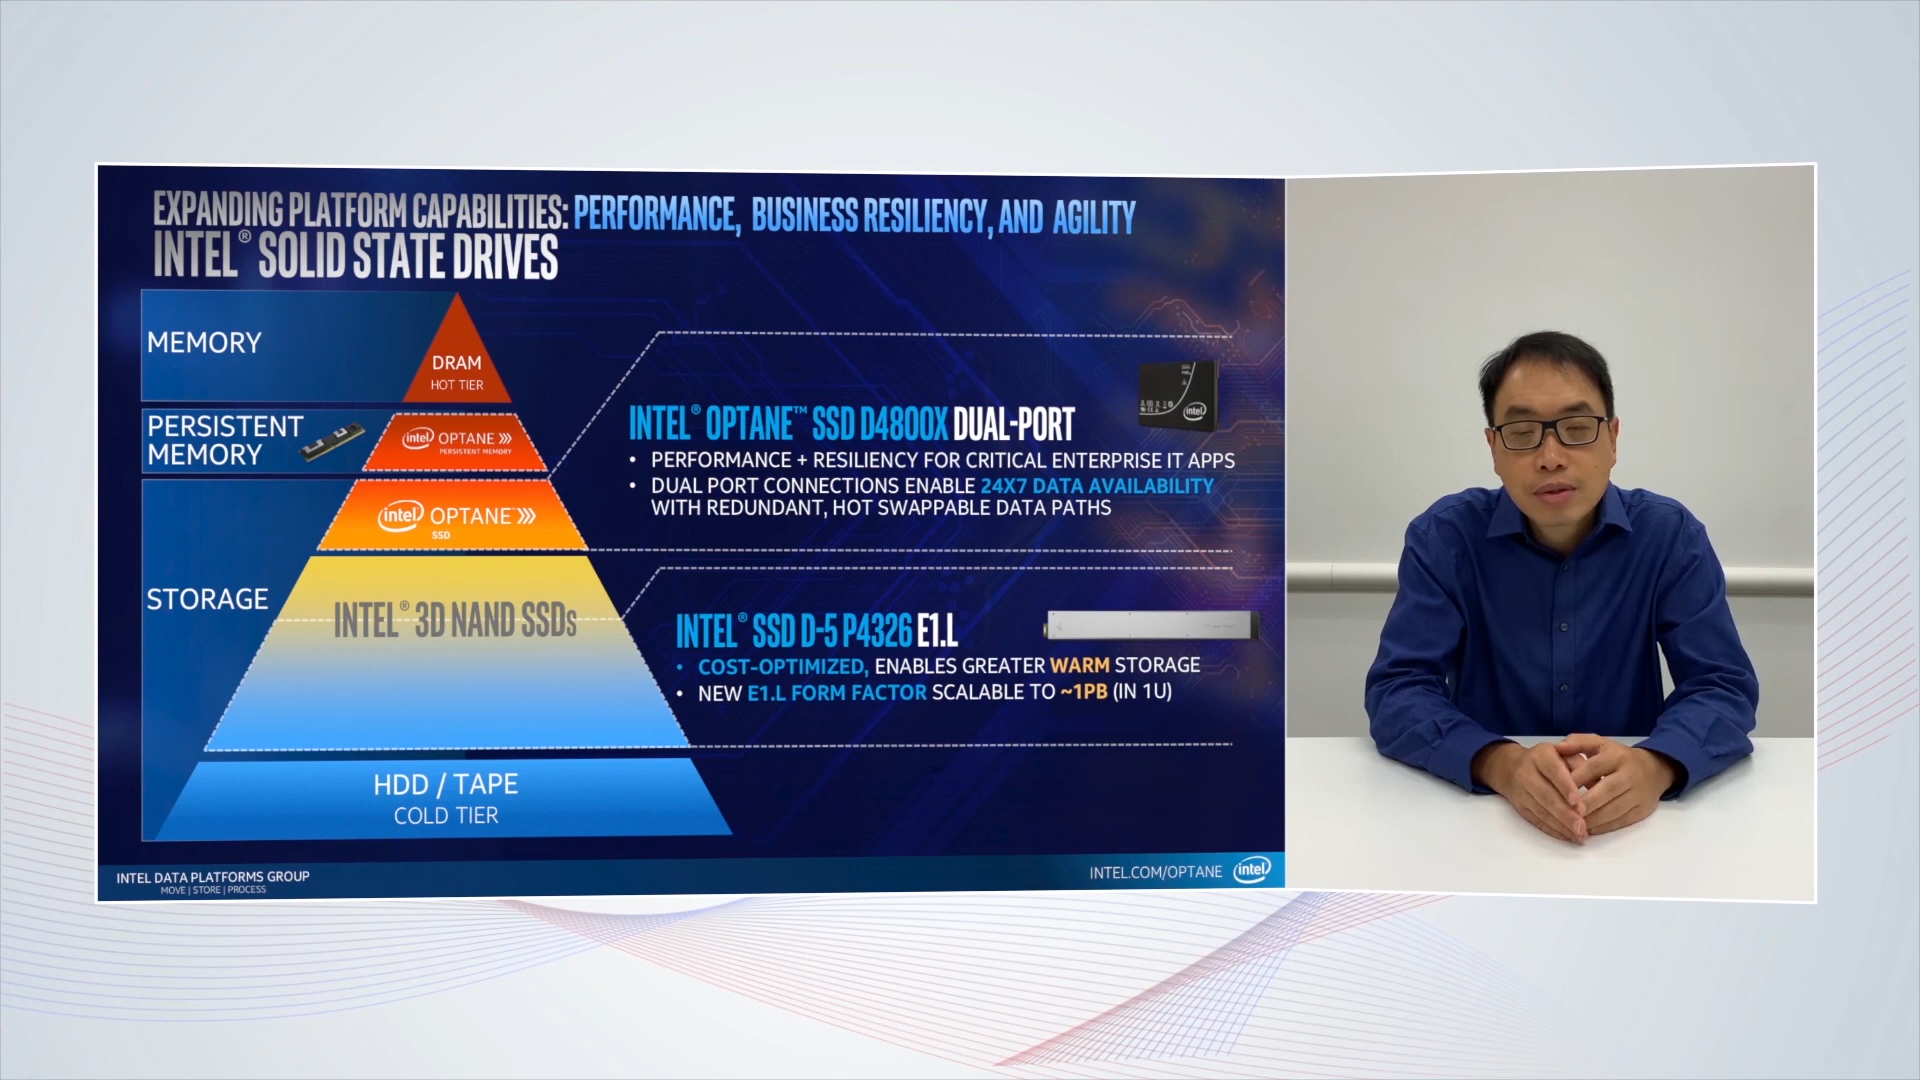 EXPANDING PLATFORM CAPABILITIES: PERFORMANCE, BUSINESS RESILIENCY, AND AGILITY
INTEL® SOLID STATE DRIVES
MEMORY
DRAM
HOT TIER
PERSISTENT
MEMORY
intel OPTANE
PERSISTENT MEMORY
STORAGE
intel OPTANE
SSD
INTEL® 3D NAND SSDs
HDD / TAPE
COLD TIER
INTEL® OPTANE™ SSD D4800X DUAL-PORT
• PERFORMANCE + RESILIENCY FOR CRITICAL ENTERPRISE IT APPS
• DUAL PORT CONNECTIONS ENABLE 24X7 DATA AVAILABILITY
WITH REDUNDANT, HOT SWAPPABLE DATA PATHS
intel
INTEL® SSD D-5 P4326 E1.L
• COST-OPTIMIZED, ENABLES GREATER WARM STORAGE
• NEW E1.L FORM FACTOR SCALABLE TO ~1PB (IN 1U)
INTEL DATA PLATFORMS GROUP
MOVE | STORE | PROCESS
INTEL.COM/OPTANE
intel